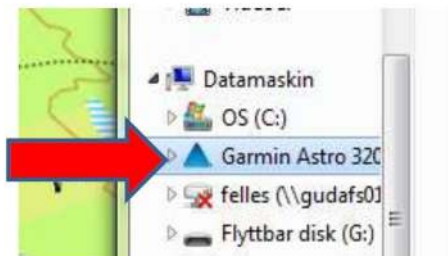 Datamaskin
OS (C:)
Garmin Astro 320
felles (\\gudafs01
Flyttbar disk (G:)